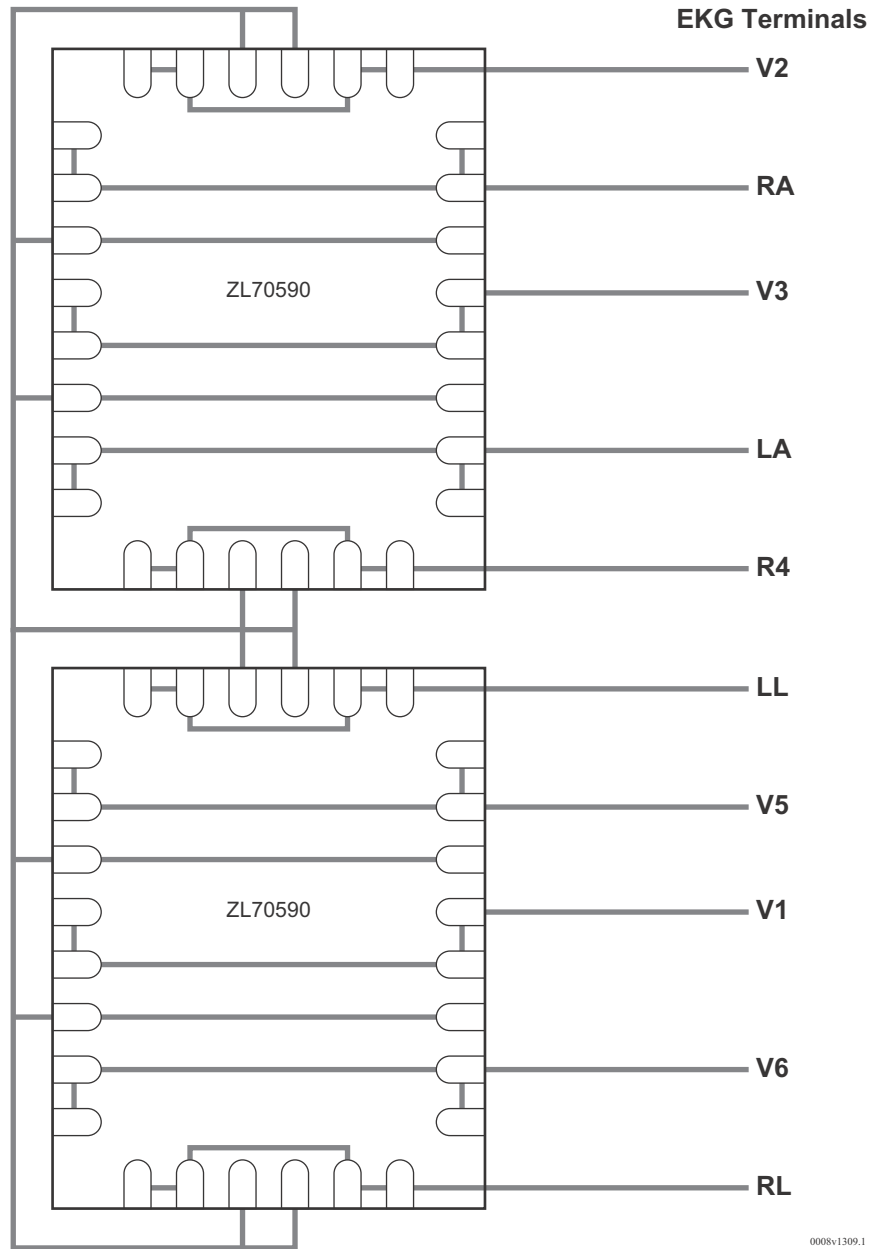 EKG Terminals
V2
RA
ZL70590
V3
LA
R4
LL
V5
ZL70590
V1
V6
RL
0008v1309.1